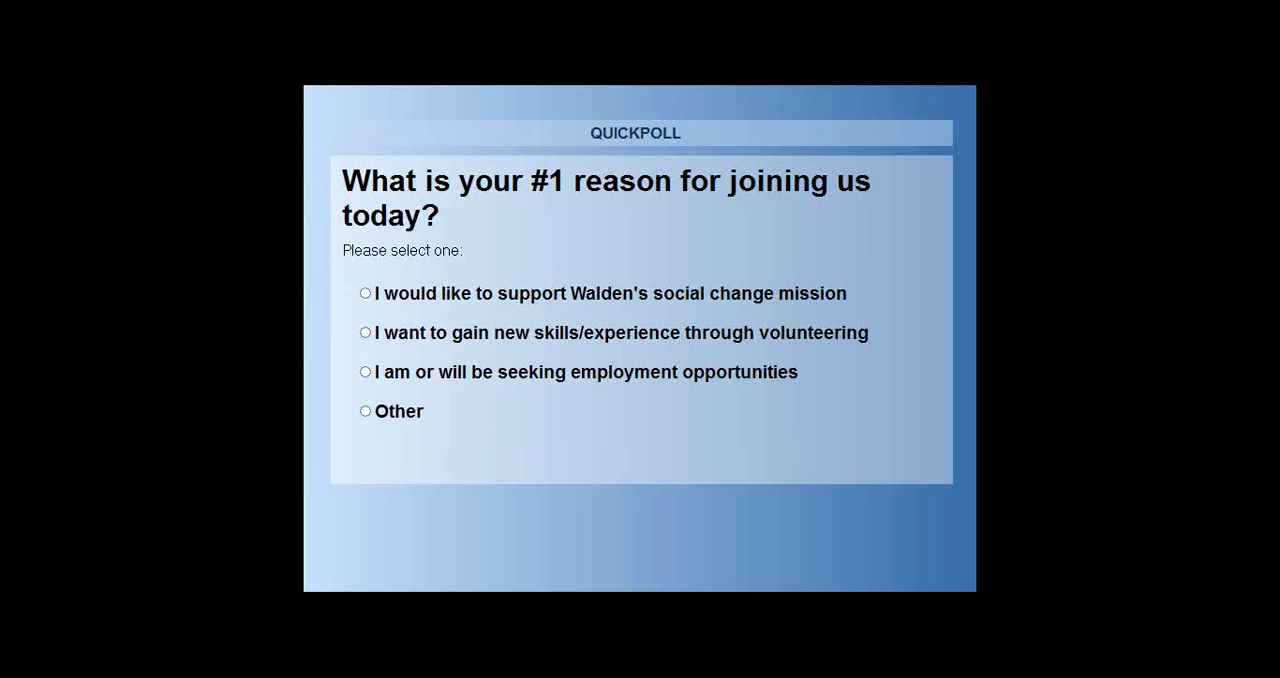 QUICKPOLL
What is your #1 reason for joining us
today?
Please select one:
I would like to support Walden's social change mission
I want to gain new skills/experience through volunteering
I am or will be seeking employment opportunities
Other